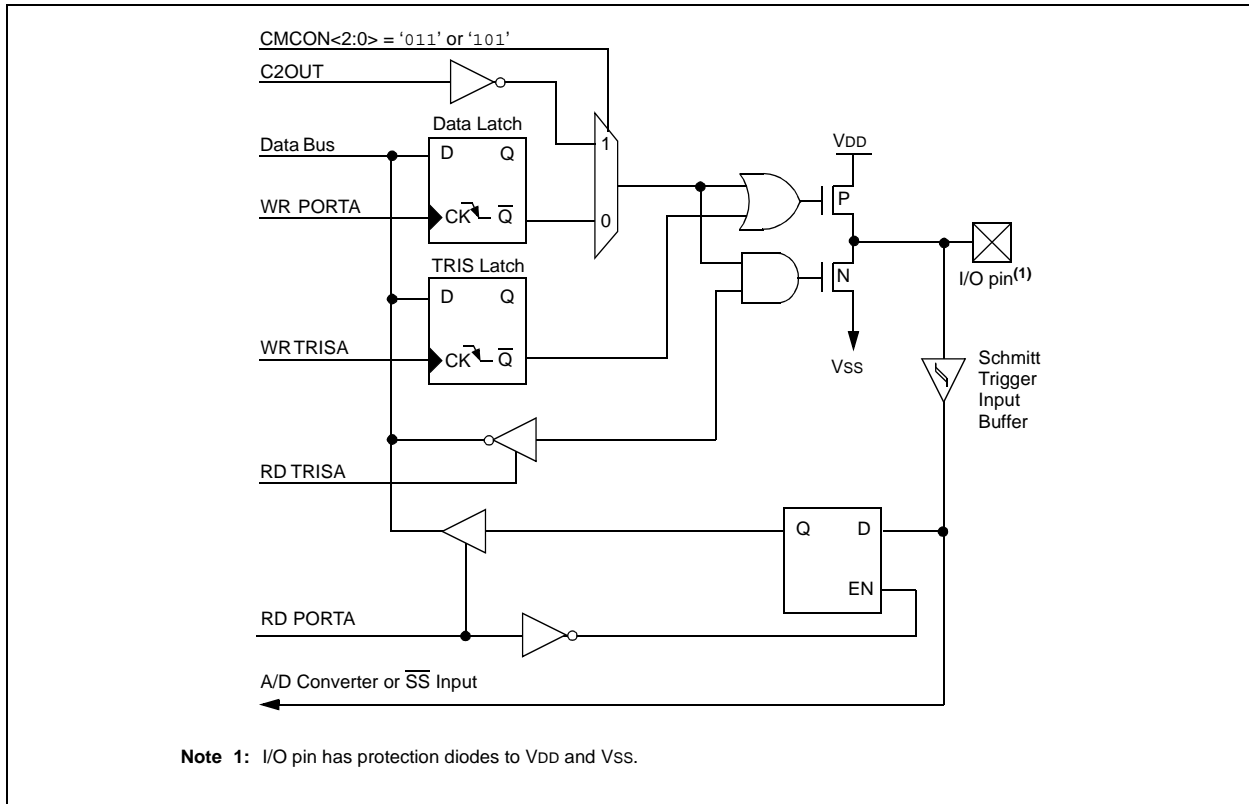 CMCON<2:0> = ‘011’ or ‘101’
C2OUT
Data Latch
Data Bus
D
Q
1
VDD
WR PORTA
CK
Q̅
0
P
TRIS Latch
N
I/O pin(1)
D
Q
WR TRISA
CK
Q̅
VSS
Schmitt
Trigger
Input
Buffer
RD TRISA
Q
D
EN
RD PORTA
A/D Converter or S̅S̅ Input
Note 1: I/O pin has protection diodes to VDD and VSS.